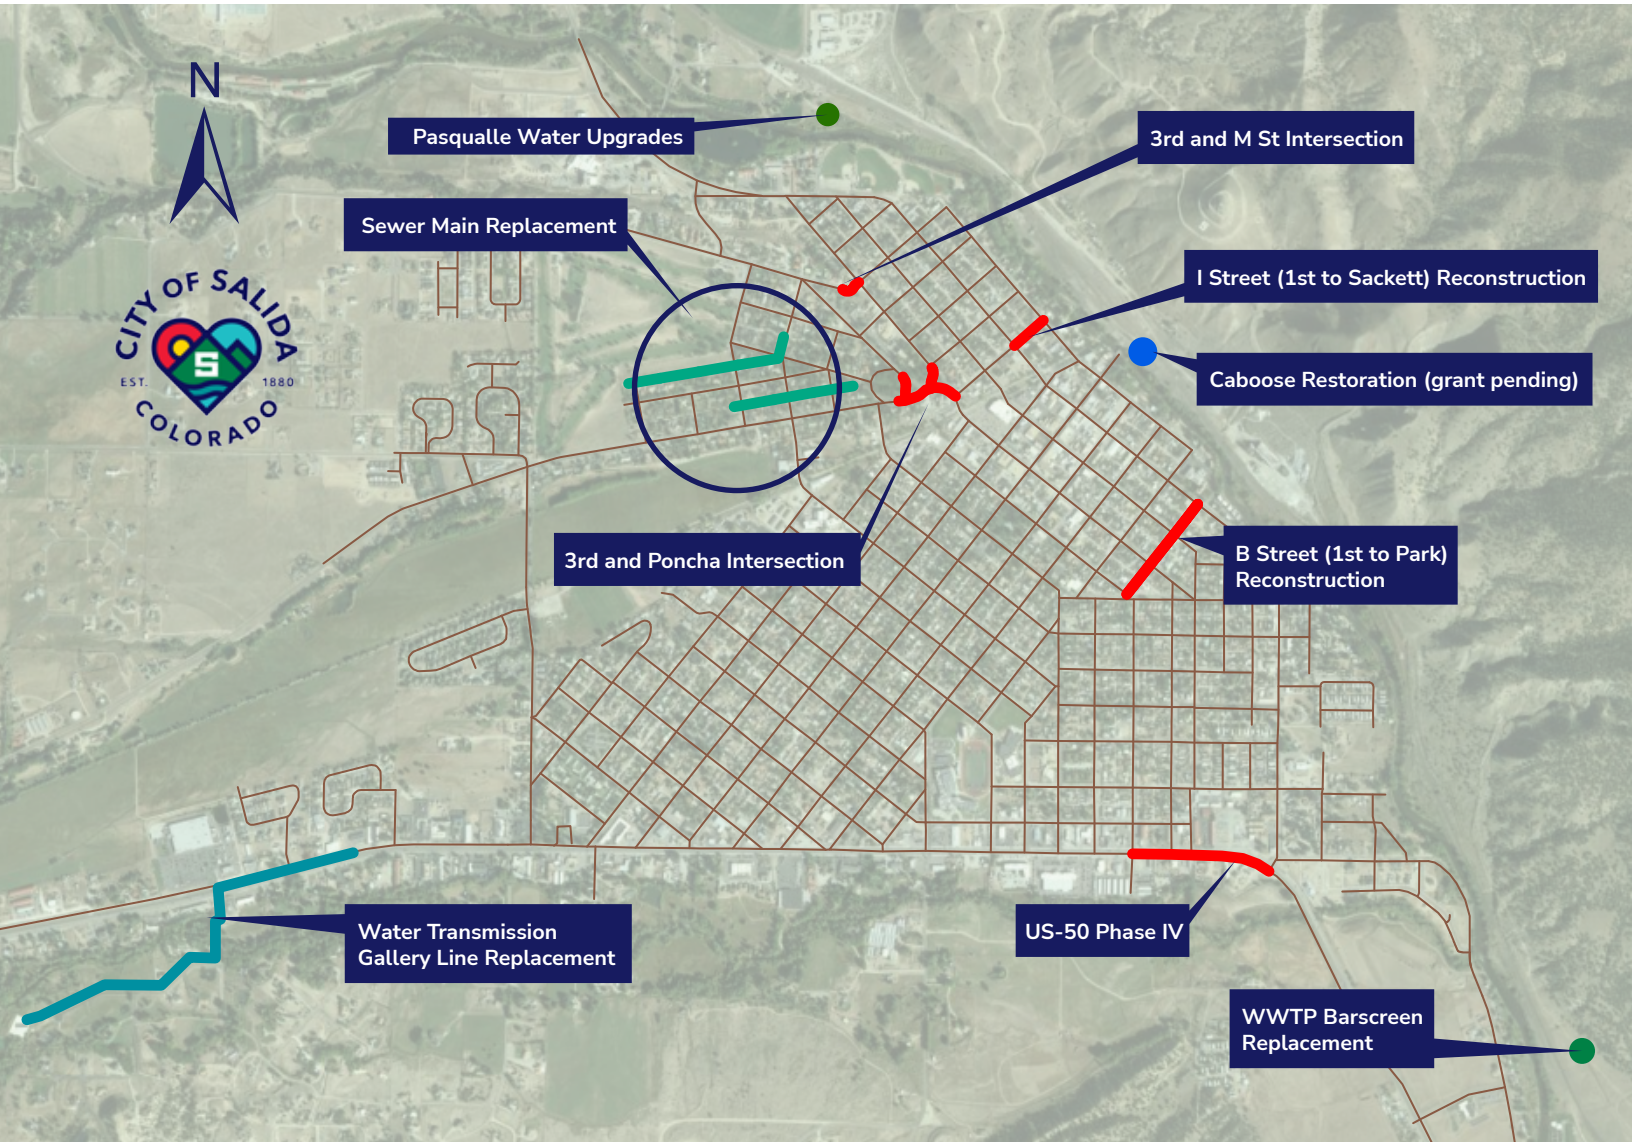 N
Pasqualle Water Upgrades
3rd and M St Intersection
Sewer Main Replacement
I Street (1st to Sackett) Reconstruction
CITY OF SALIDA
S
EST. 1880
COLORADO
Caboose Restoration (grant pending)
3rd and Poncha Intersection
B Street (1st to Park)
Reconstruction
Water Transmission
Gallery Line Replacement
US-50 Phase IV
WWTP Barscreen
Replacement